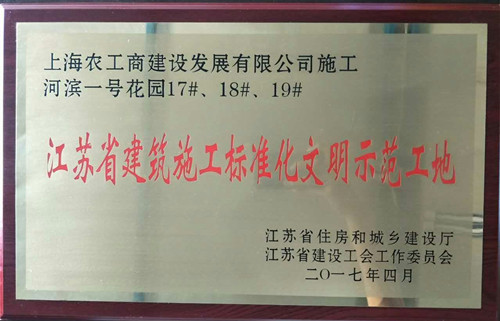 上海农工商建设发展有限公司施工
河滨一号花园17#、18#、19#
江苏省建筑施工标准化文明示范工地
江苏省住房和城乡建设厅
江苏省建设工会工作委员会
二〇一七年四月